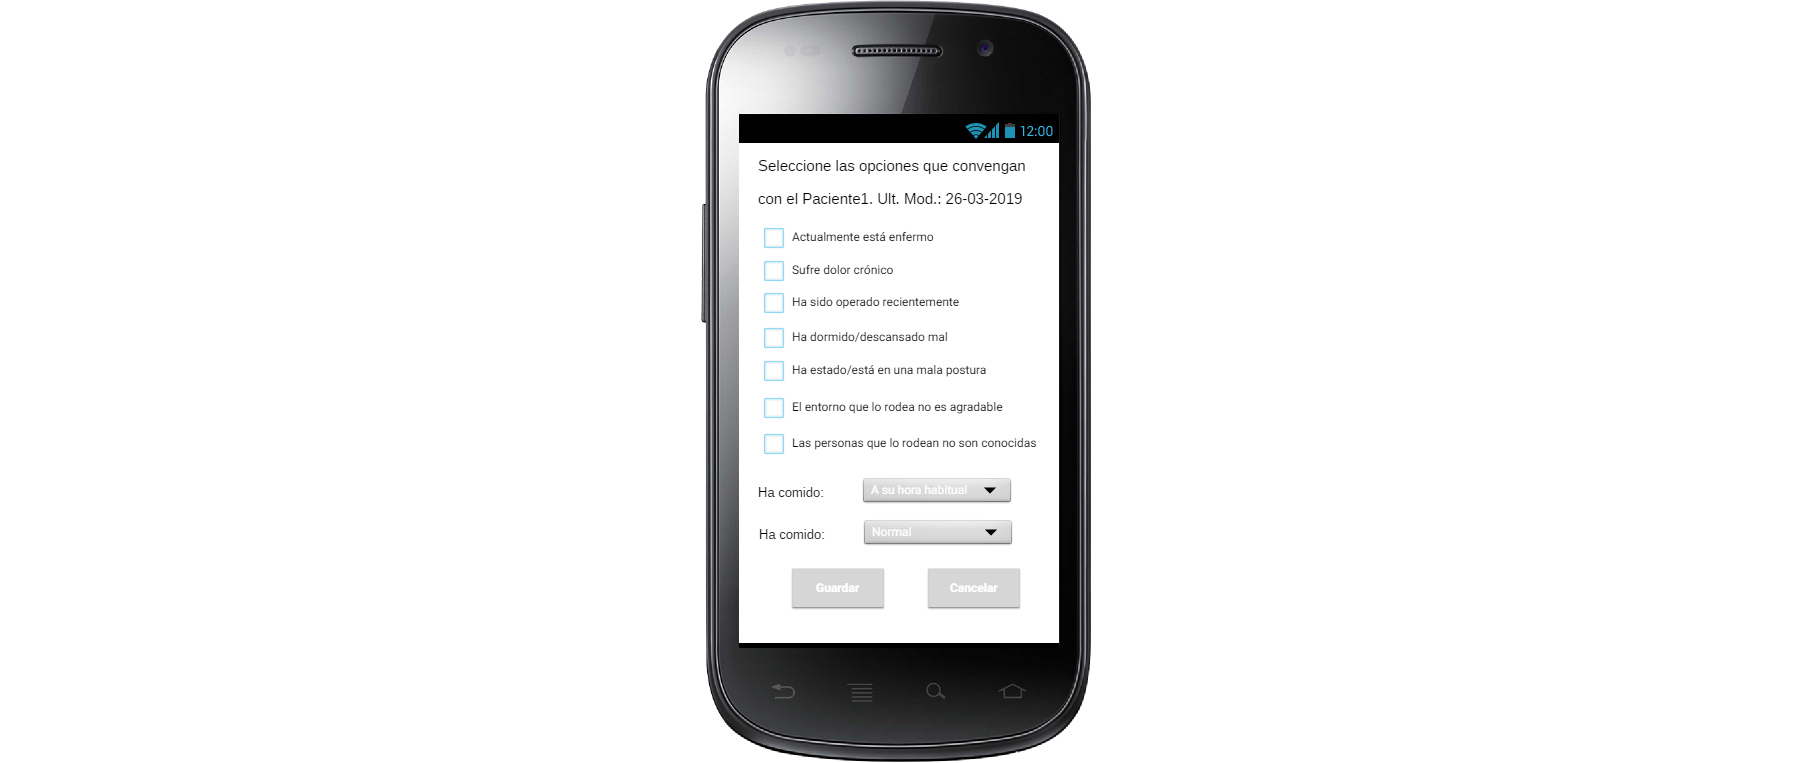 12:00
Seleccione las opciones que convengan
con el Paciente1. Ult. Mod.: 26-03-2019
Actualmente está enfermo
Sufre dolor crónico
Ha sido operado recientemente
Ha dormido/descansado mal
Ha estado/está en una mala postura
El entorno que lo rodea no es agradable
Las personas que lo rodean no son conocidas
Ha comido: A su hora habitual
Ha comido: Normal
Guardar Cancelar